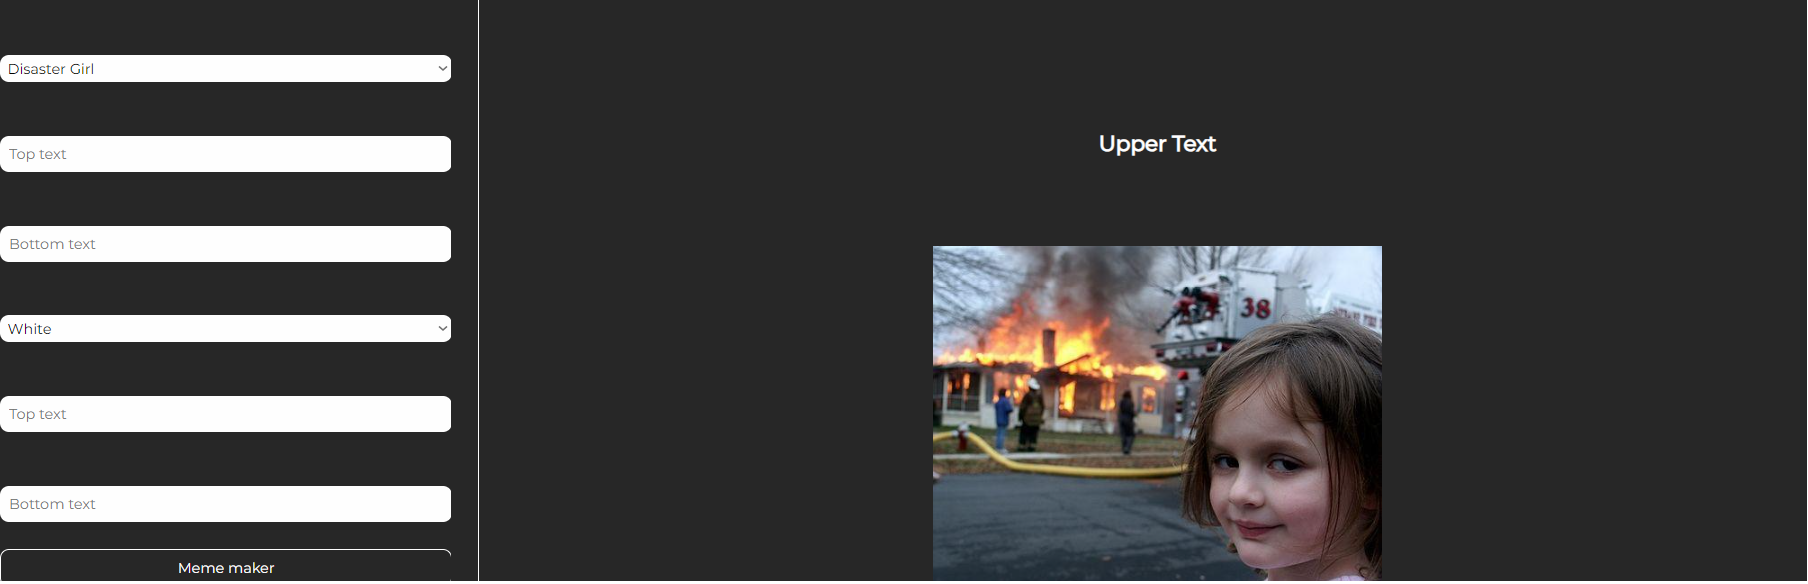 Disaster Girl
Top text
Bottom text
White
Top text
Bottom text
Meme maker
Upper Text
38